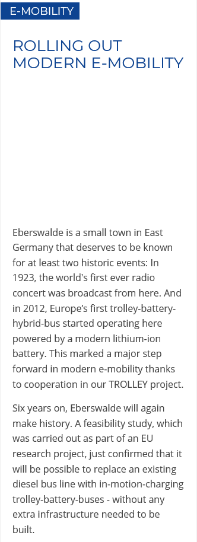 E-MOBILITY
ROLLING OUT
MODERN E-MOBILITY
Eberswalde is a small town in East
Germany that deserves to be known
for at least two historic events: In
1923, the world's first ever radio
concert was broadcast from here. And
in 2012, Europe's first trolley-battery-
hybrid-bus started operating here
powered by a modern lithium-ion
battery. This marked a major step
forward in modern e-mobility thanks
to cooperation in our TROLLEY project.
Six years on, Eberswalde will again
make history. A feasibility study, which
was carried out as part of an EU
research project, just confirmed that it
will be possible to replace an existing
diesel bus line with in-motion-charging
trolley-battery-buses - without any
extra infrastructure needed to be
built.